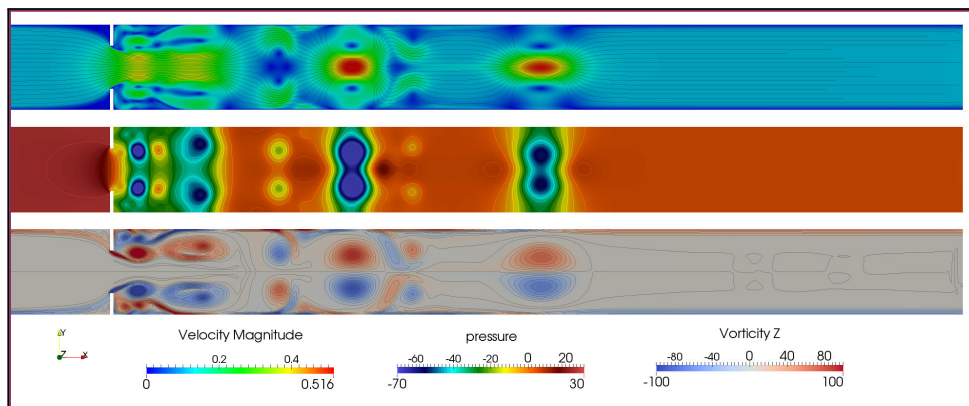 Velocity Magnitude
0.2 0.4
0 0.516
pressure
-60 -40 -20 0 20
-70 30
Vorticity Z
-80 -40 0 40 80
-100 100
Y
Z X